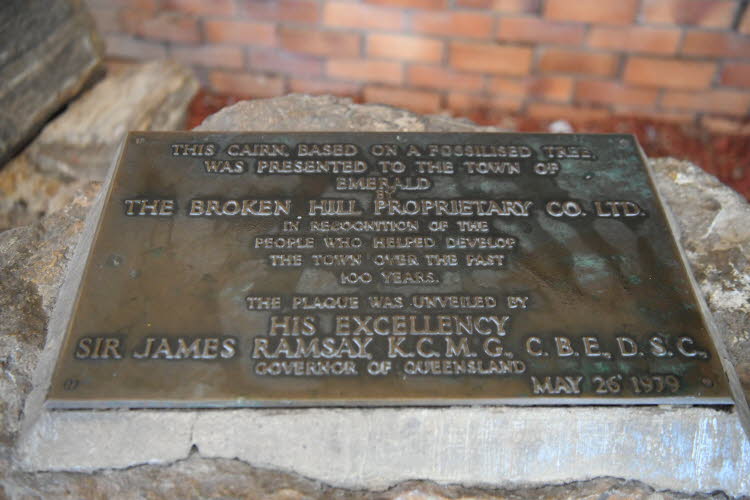 THIS CAIRN, BASED ON A FOSSILISED TREE,
WAS PRESENTED TO THE TOWN OF
EMERALD
BY
THE BROKEN HILL PROPRIETARY CO. LTD.
IN RECOGNITION OF THE
PEOPLE WHO HELPED DEVELOP
THE TOWN OVER THE PAST
100 YEARS.
THE PLAQUE WAS UNVEILED BY
HIS EXCELLENCY
SIR JAMES RAMSAY, K.C.M.G., C.B.E., D.S.C.,
GOVERNOR OF QUEENSLAND
MAY 26 1979